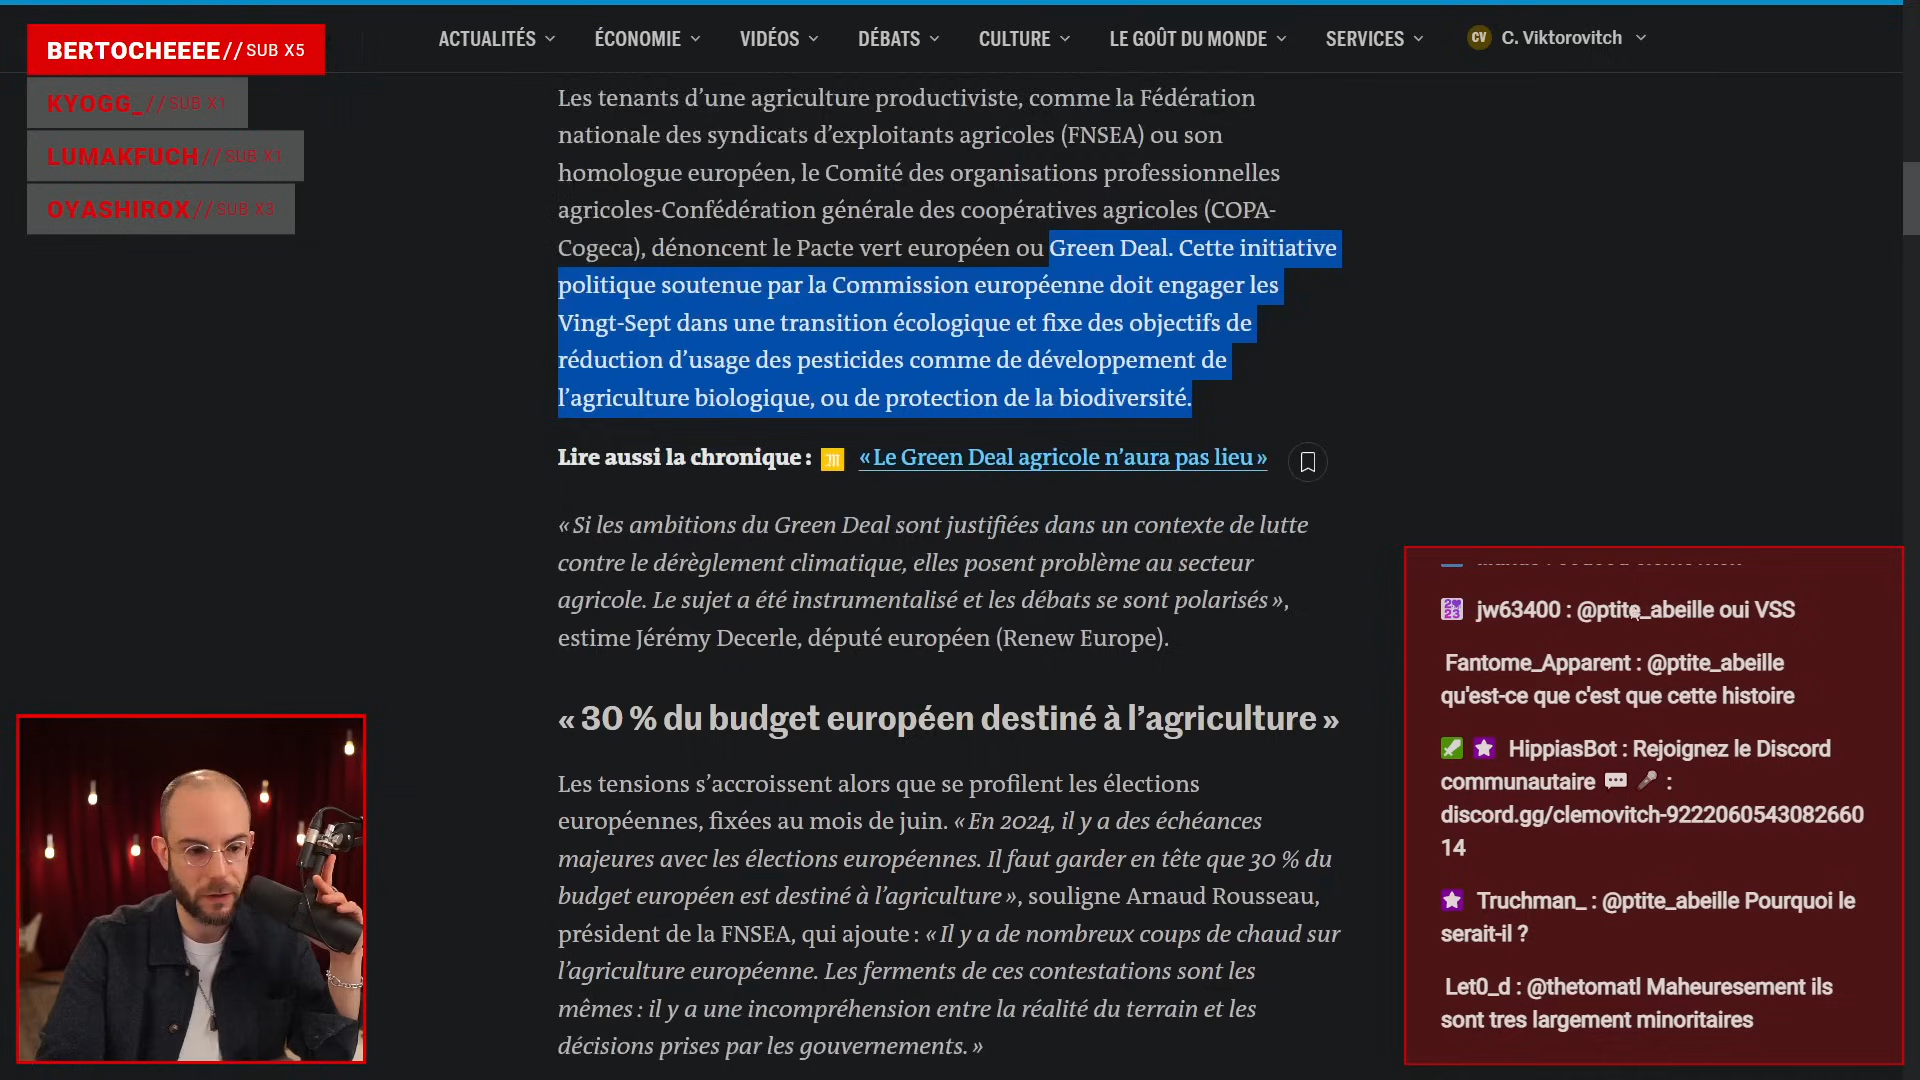 BERTOCHEEEE// SUB X5
KYOGG_// SUB X1
LUMAKFUCH// SUB X1
OYASHIROX// SUB X3
ACTUALITÉS ÉCONOMIE VIDÉOS DÉBATS CULTURE LE GOÛT DU MONDE SERVICES CV C. Viktorovitch
Les tenants d’une agriculture productiviste, comme la Fédération
nationale des syndicats d’exploitants agricoles (FNSEA) ou son
homologue européen, le Comité des organisations professionnelles
agricoles-Confédération générale des coopératives agricoles (COPA-
Cogeca), dénoncent le Pacte vert européen ou Green Deal. Cette initiative
politique soutenue par la Commission européenne doit engager les
Vingt-Sept dans une transition écologique et fixe des objectifs de
réduction d’usage des pesticides comme de développement de
l’agriculture biologique, ou de protection de la biodiversité.
Lire aussi la chronique : « Le Green Deal agricole n’aura pas lieu »
« Si les ambitions du Green Deal sont justifiées dans un contexte de lutte
contre le dérèglement climatique, elles posent problème au secteur
agricole. Le sujet a été instrumentalisé et les débats se sont polarisés »,
estime Jérémy Decerle, député européen (Renew Europe).
« 30 % du budget européen destiné à l’agriculture »
Les tensions s’accroissent alors que se profilent les élections
européennes, fixées au mois de juin. « En 2024, il y a des échéances
majeures avec les élections européennes. Il faut garder en tête que 30 % du
budget européen est destiné à l’agriculture », souligne Arnaud Rousseau,
président de la FNSEA, qui ajoute : « Il y a de nombreux coups de chaud sur
l’agriculture européenne. Les ferments de ces contestations sont les
mêmes : il y a une incompréhension entre la réalité du terrain et les
décisions prises par les gouvernements. »
jw63400 : @ptite_abeille oui VSS
Fantome_Apparent : @ptite_abeille
qu'est-ce que c'est que cette histoire
HippiasBot : Rejoignez le Discord
communautaire 💬 🎤 :
discord.gg/clemovitch-9222060543082660
14
Truchman_ : @ptite_abeille Pourquoi le
serait-il ?
Let0_d : @thetomatl Maheuresement ils
sont tres largement minoritaires